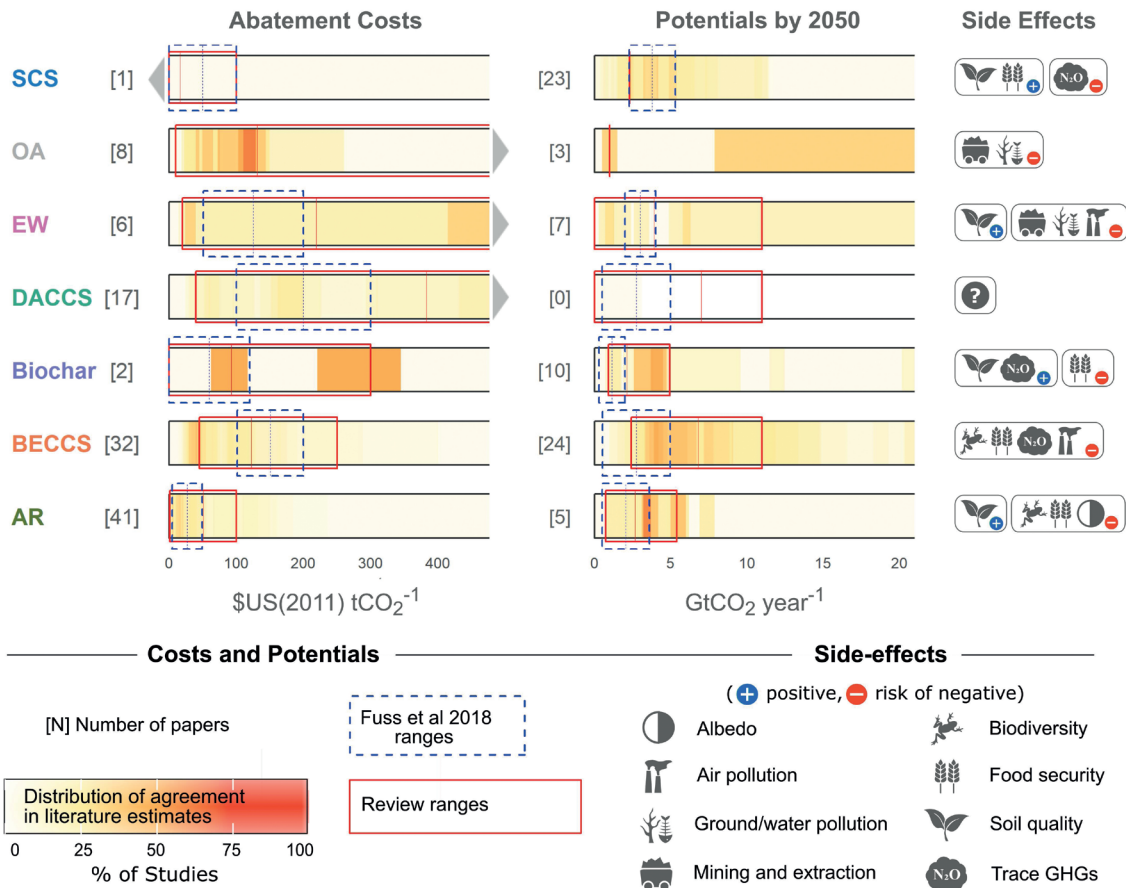 Abatement Costs Potentials by 2050 Side Effects
SCS [1] [23] N₂O
OA [8] [3]
EW [6] [7]
DACCS [17] [0] ?
Biochar [2] [10] N₂O
BECCS [32] [24] N₂O
AR [41] [5]
0 100 200 300 400 0 5 10 15 20
$US(2011) tCO₂⁻¹ GtCO₂ year⁻¹
Costs and Potentials Side-effects
(+ positive, − risk of negative)
[N] Number of papers
Fuss et al 2018
ranges
Albedo Biodiversity
Air pollution Food security
Distribution of agreement
in literature estimates
Review ranges
Ground/water pollution Soil quality
0 25 50 75 100
% of Studies
Mining and extraction N₂O Trace GHGs